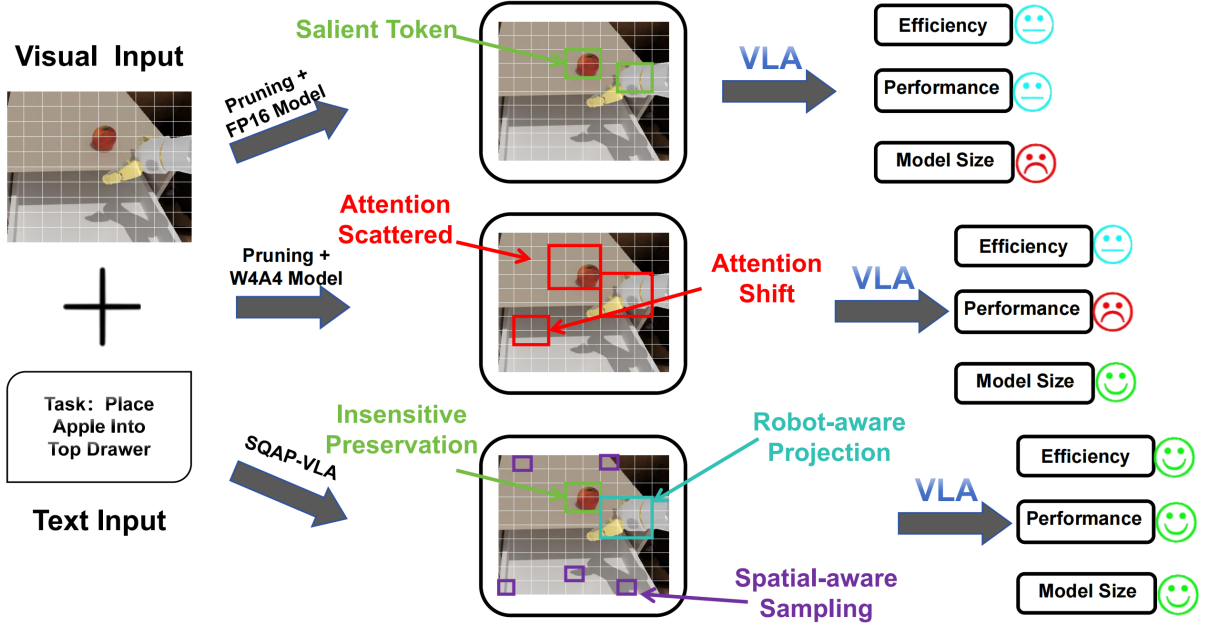 Visual Input
Task: Place
Apple Into
Top Drawer
Text Input
Pruning +
FP16 Model
Salient Token
VLA
Efficiency
Performance
Model Size
Pruning +
W4A4 Model
Attention
Scattered
Attention
Shift
VLA
Efficiency
Performance
Model Size
SQAP-VLA
Insensitive
Preservation
Robot-aware
Projection
Spatial-aware
Sampling
VLA
Efficiency
Performance
Model Size